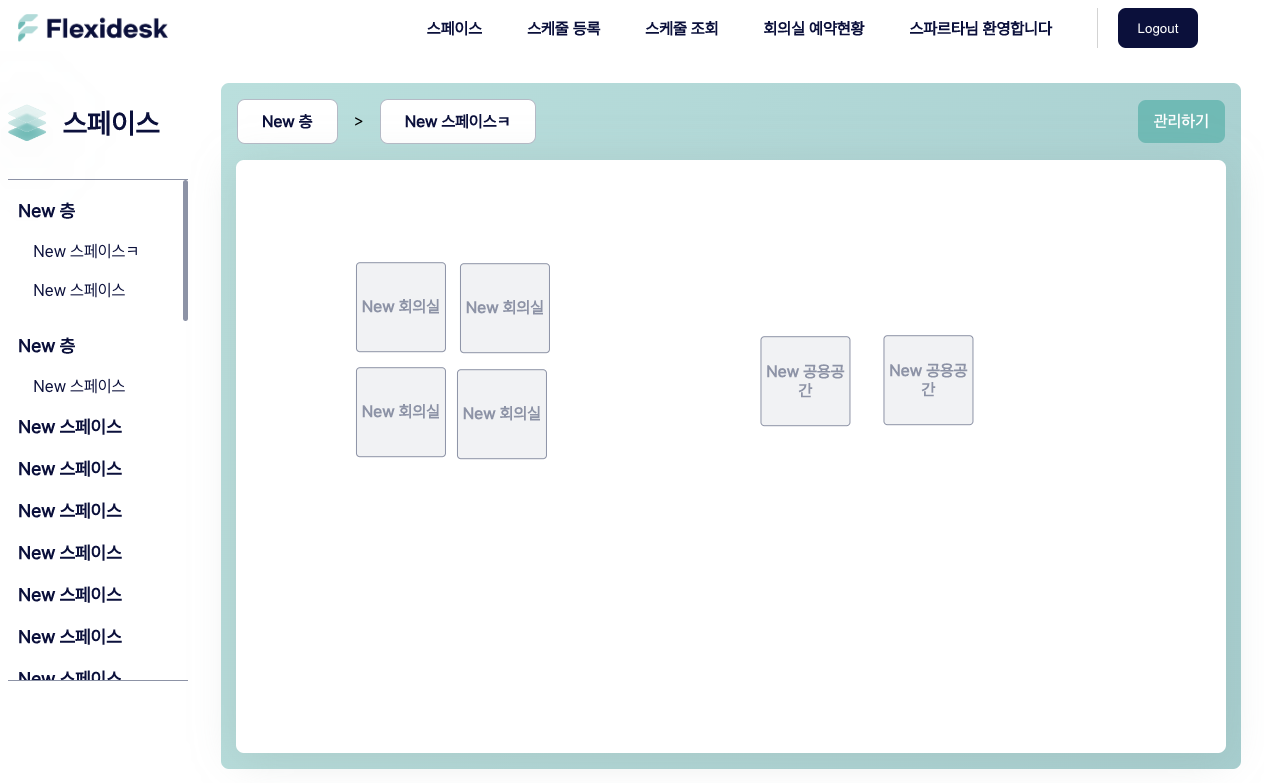 Flexidesk
스페이스
스케줄 등록
스케줄 조회
회의실 예약현황
스파르타님 환영합니다
Logout
스페이스
New 층
New 스페이스ㅋ
New 스페이스
New 층
New 스페이스
New 스페이스
New 스페이스
New 스페이스
New 스페이스
New 스페이스
New 스페이스
New 스페이스
New 층
>
New 스페이스ㅋ
관리하기
New 회의실
New 회의실
New 회의실
New 회의실
New 공용공
간
New 공용공
간